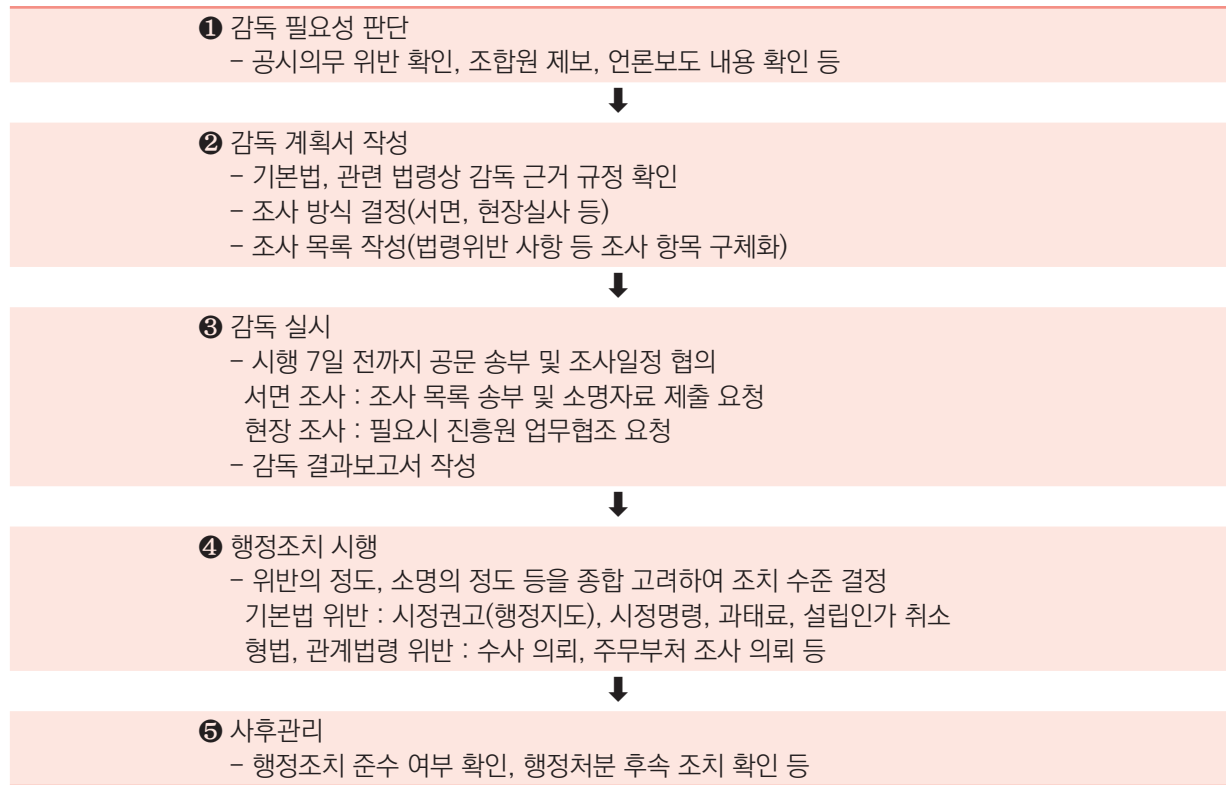 ❶ 감독 필요성 판단
- 공시의무 위반 확인, 조합원 제보, 언론보도 내용 확인 등
❷ 감독 계획서 작성
- 기본법, 관련 법령상 감독 근거 규정 확인
- 조사 방식 결정(서면, 현장실사 등)
- 조사 목록 작성(법령위반 사항 등 조사 항목 구체화)
❸ 감독 실시
- 시행 7일 전까지 공문 송부 및 조사일정 협의
서면 조사 : 조사 목록 송부 및 소명자료 제출 요청
현장 조사 : 필요시 진흥원 업무협조 요청
- 감독 결과보고서 작성
❹ 행정조치 시행
- 위반의 정도, 소명의 정도 등을 종합 고려하여 조치 수준 결정
기본법 위반 : 시정권고(행정지도), 시정명령, 과태료, 설립인가 취소
형법, 관계법령 위반 : 수사 의뢰, 주무부처 조사 의뢰 등
❺ 사후관리
- 행정조치 준수 여부 확인, 행정처분 후속 조치 확인 등